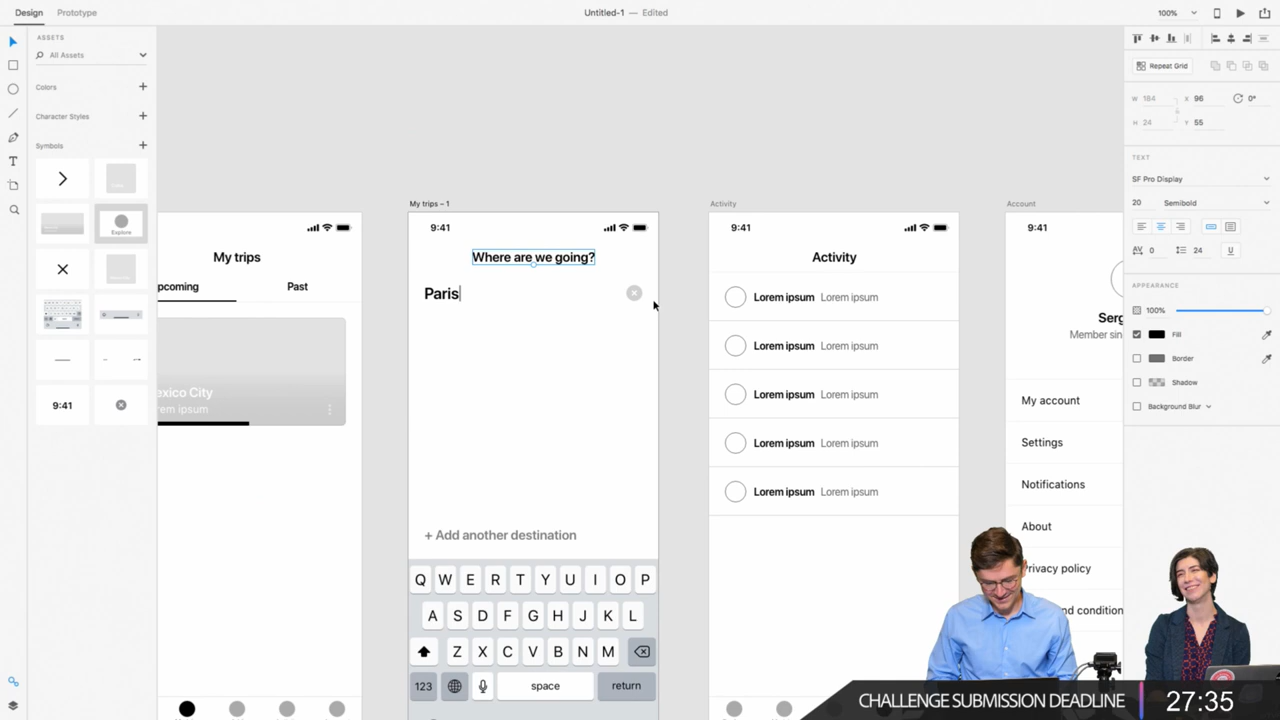 Design Prototype
Untitled-1 — Edited
100%
ASSETS
All Assets
Colors
Character Styles
Symbols
Explore
9:41
My trips
pcoming Past
exico City
rem ipsum
My trips – 1
9:41
Where are we going?
Paris
+ Add another destination
Q W E R T Y U I O P
A S D F G H J K L
Z X C V B N M
123 space return
Activity
9:41
Activity
Lorem ipsum Lorem ipsum
Lorem ipsum Lorem ipsum
Lorem ipsum Lorem ipsum
Lorem ipsum Lorem ipsum
Lorem ipsum Lorem ipsum
Account
9:41
Serg
Member sin
My account
Settings
Notifications
About
rivacy policy
nd condition
Repeat Grid
W 184 X 96 0°
H 24 Y 55
TEXT
SF Pro Display
20 Semibold
AV 0 24 U
APPEARANCE
100%
Fill
Border
Shadow
Background Blur
CHALLENGE SUBMISSION DEADLINE 27:35